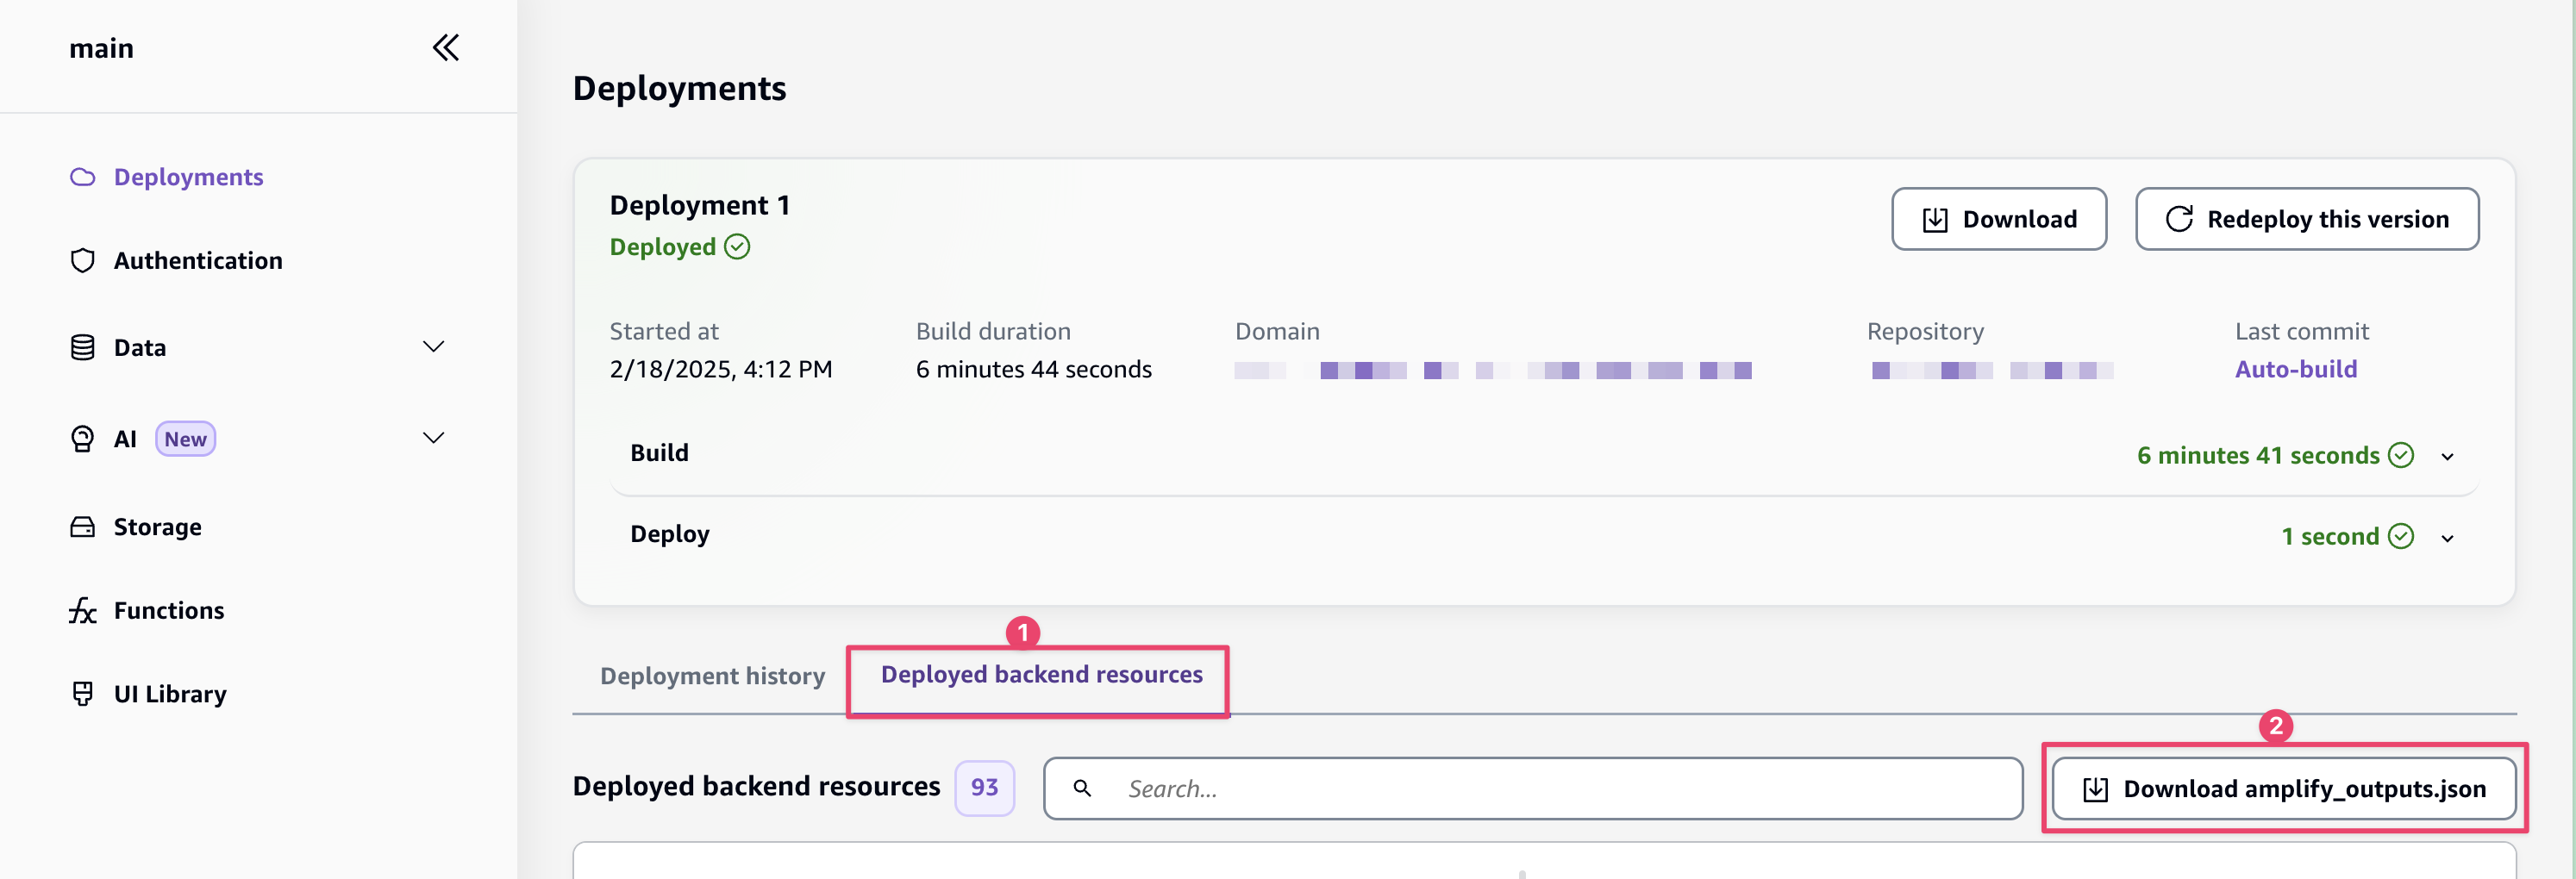 main
Deployments
Authentication
Data
AI New
Storage
Functions
UI Library
Deployments
Deployment 1
Deployed
Download
Redeploy this version
Started at
2/18/2025, 4:12 PM
Build duration
6 minutes 44 seconds
Domain
Repository
Last commit
Auto-build
Build
6 minutes 41 seconds
Deploy
1 second
1
Deployment history
Deployed backend resources
2
Deployed backend resources 93
Search...
Download amplify_outputs.json